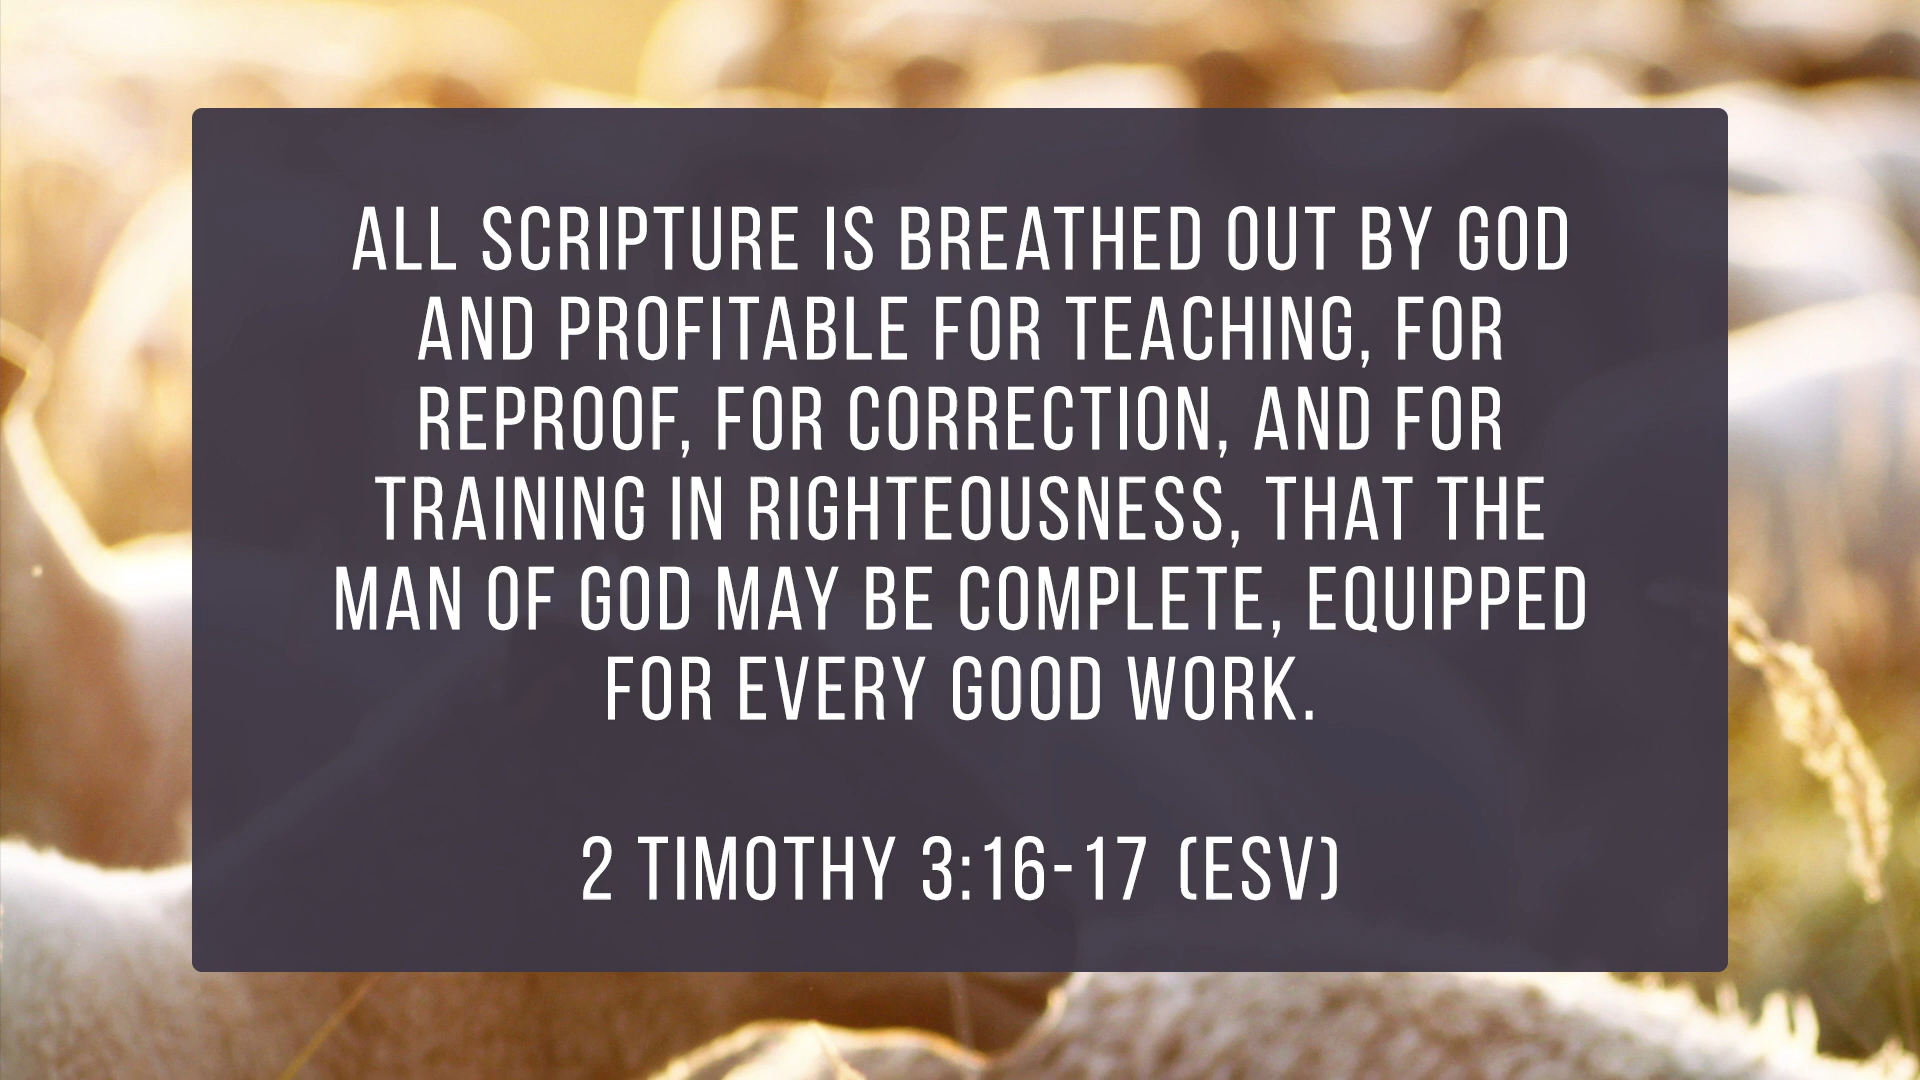 ALL SCRIPTURE IS BREATHED OUT BY GOD
AND PROFITABLE FOR TEACHING, FOR
REPROOF, FOR CORRECTION, AND FOR
TRAINING IN RIGHTEOUSNESS, THAT THE
MAN OF GOD MAY BE COMPLETE, EQUIPPED
FOR EVERY GOOD WORK.
2 TIMOTHY 3:16-17 (ESV)